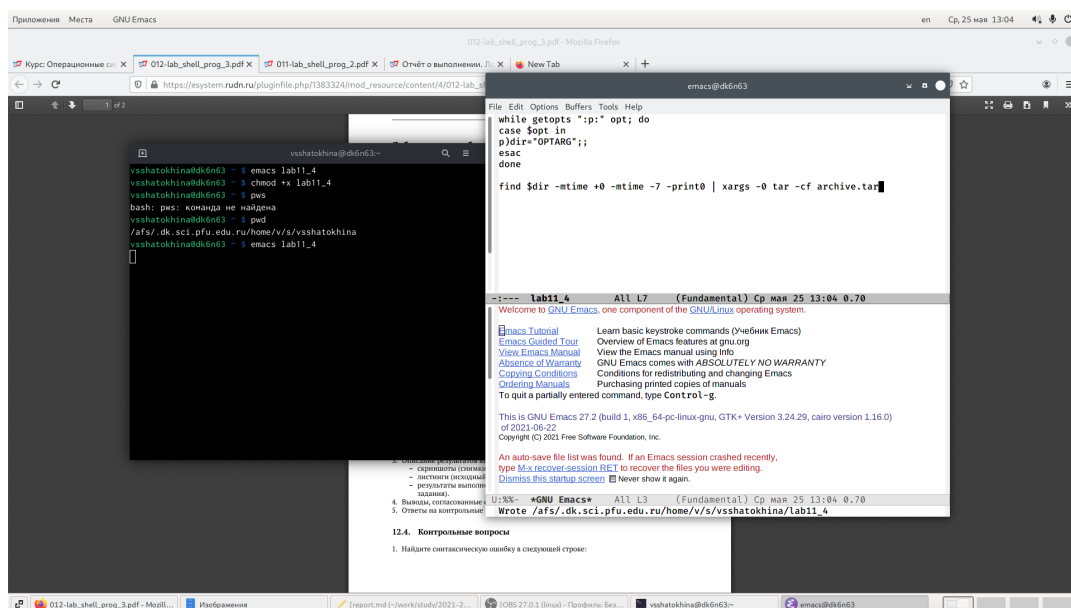 Приложения Места GNU Emacs en Ср, 25 мая 13:04
012-lab_shell_prog_3.pdf - Mozilla Firefox
Курс: Операционные си 012-lab_shell_prog_3.pdf 011-lab_shell_prog_2.pdf Отчёт о выполнении. New Tab
https://esystem.rudn.ru/pluginfile.php/1383324/mod_resource/content/4/012-lab_s
1 of 2
vsshatokhina@dk6n63:~
vsshatokhina@dk6n63 ~ $ emacs lab11_4
vsshatokhina@dk6n63 ~ $ chmod +x lab11_4
vsshatokhina@dk6n63 ~ $ pws
bash: pws: команда не найдена
vsshatokhina@dk6n63 ~ $ pwd
/afs/.dk.sci.pfu.edu.ru/home/v/s/vsshatokhina
vsshatokhina@dk6n63 ~ $ emacs lab11_4
emacs@dk6n63
File Edit Options Buffers Tools Help
while getopts ":p:" opt; do
case $opt in
p)dir="OPTARG";;
esac
done
find $dir -mtime +0 -mtime -7 -print0 | xargs -0 tar -cf archive.tar
-:--- lab11_4 All L7 (Fundamental) Ср мая 25 13:04 0.70
Welcome to GNU Emacs, one component of the GNU/Linux operating system.
Emacs Tutorial Learn basic keystroke commands (Учебник Emacs)
Emacs Guided Tour Overview of Emacs features at gnu.org
View Emacs Manual View the Emacs manual using Info
Absence of Warranty GNU Emacs comes with ABSOLUTELY NO WARRANTY
Copying Conditions Conditions for redistributing and changing Emacs
Ordering Manuals Purchasing printed copies of manuals
To quit a partially entered command, type Control-g.
This is GNU Emacs 27.2 (build 1, x86_64-pc-linux-gnu, GTK+ Version 3.24.29, cairo version 1.16.0)
of 2021-06-22
Copyright (C) 2021 Free Software Foundation, Inc.
An auto-save file list was found. If an Emacs session crashed recently,
type M-x recover-session RET to recover the files you were editing.
Dismiss this startup screen Never show it again.
U:%%- *GNU Emacs* All L3 (Fundamental) Ср мая 25 13:04 0.70
Wrote /afs/.dk.sci.pfu.edu.ru/home/v/s/vsshatokhina/lab11_4
– скриншоты (снимки
– листинги (исходный
– результаты выполне
задания).
4. Выводы, согласованные
5. Ответы на контрольные
12.4. Контрольные вопросы
1. Найдите синтаксическую ошибку в следующей строке:
012-lab_shell_prog_3.pdf - Mozill... Изображения [report.md (~/work/study/2021-2... [OBS 27.0.1 (linux) - Профиль: Без... vsshatokhina@dk6n63:~ emacs@dk6n63